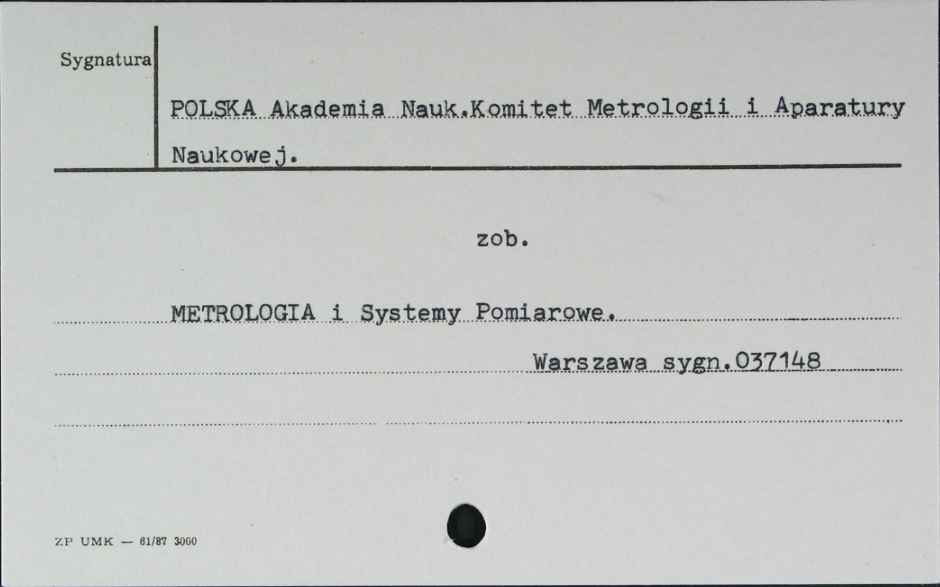 Sygnatura
POLSKA Akademia Nauk.Komitet Metrologii i Aparatury
Naukowej.
zob.
METROLOGIA i Systemy Pomiarowe.
Warszawa sygn.037148
ZP UMK — 61/87 3000